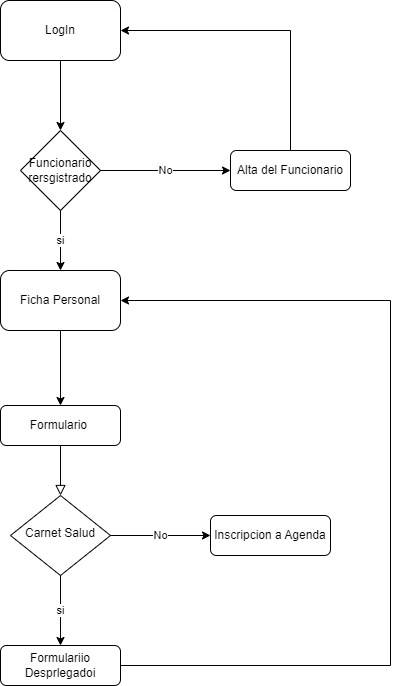 LogIn
Funcionario
rersgistrado
No
Alta del Funcionario
si
Ficha Personal
Formulario
Carnet Salud
No
Inscripcion a Agenda
si
Formulariio
Desprlegadoi